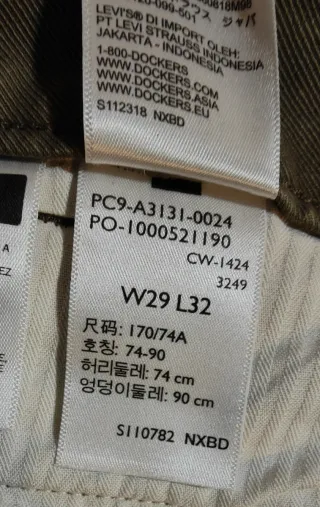 LEVI'S® DI IMPORT OLEH:
PT LEVI STRAUSS INDONESIA
JAKARTA - INDONESIA
1-800-DOCKERS
WWW.DOCKERS.COM
WWW.DOCKERS.ASIA
WWW.DOCKERS.EU
S112318 NXBD
PC9-A3131-0024
PO-1000521190
CW-1424
3249
W29 L32
尺码: 170/74A
호칭: 74-90
허리둘레: 74 cm
엉덩이둘레: 90 cm
S110782 NXBD
A
EZ